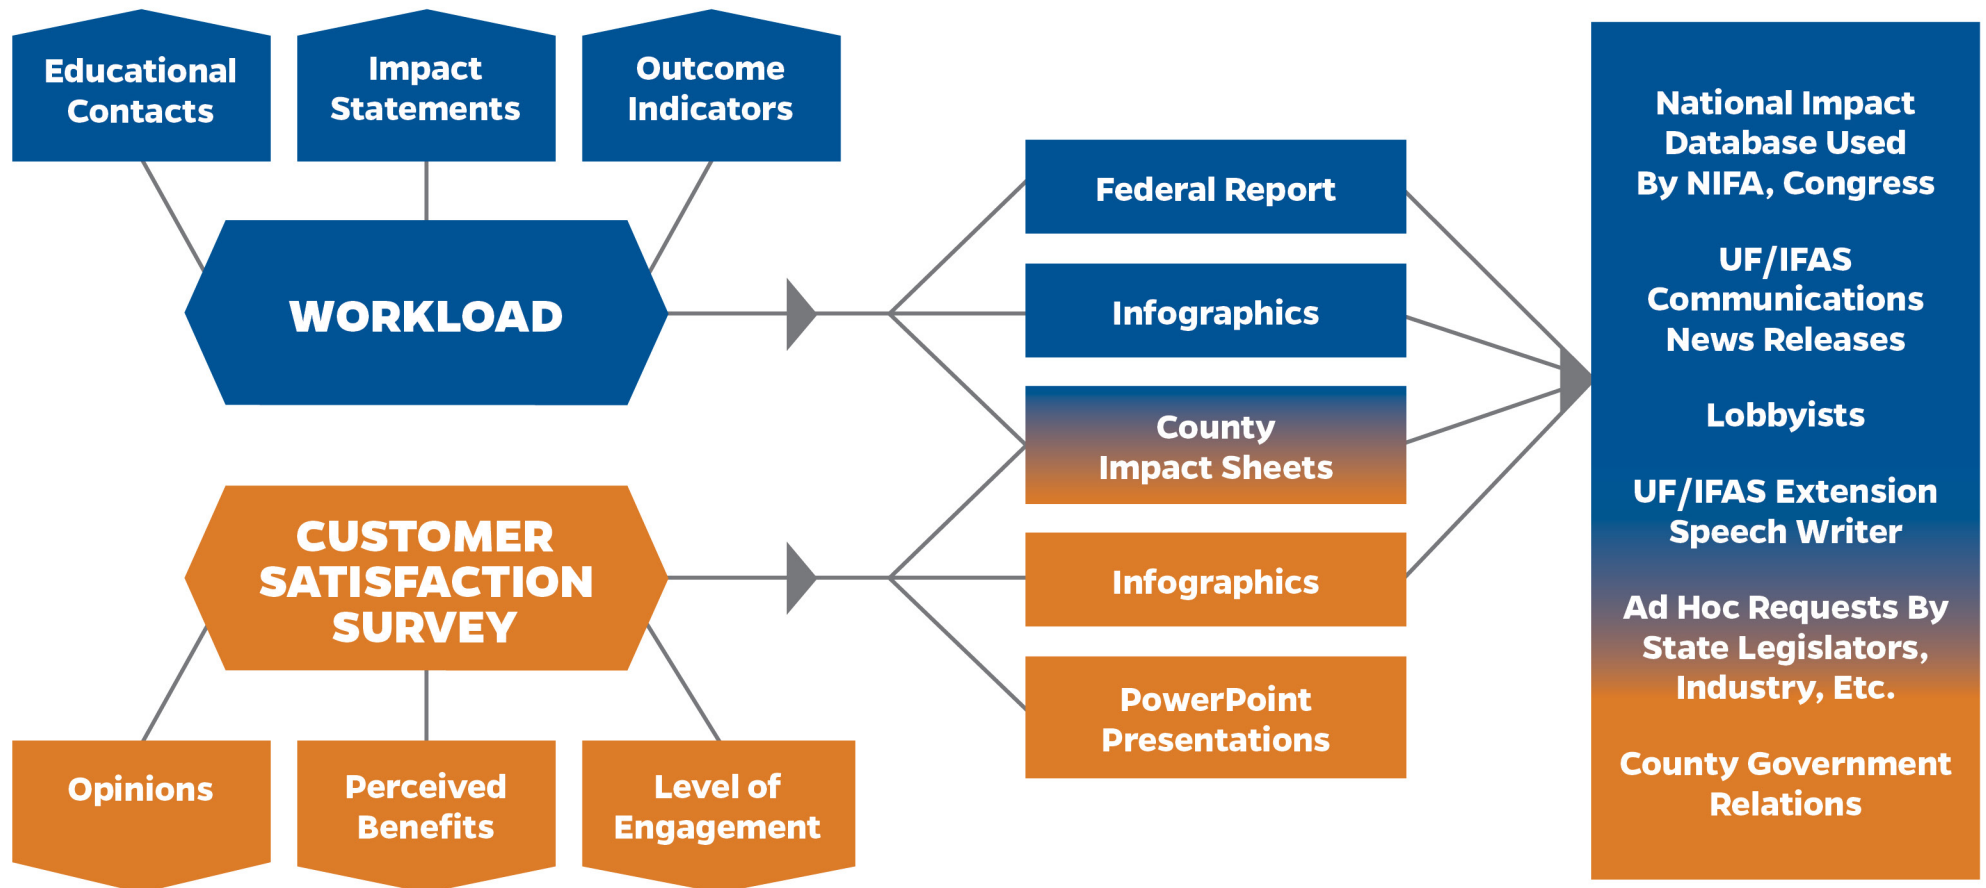 Educational
Contacts
Impact
Statements
Outcome
Indicators
WORKLOAD
CUSTOMER
SATISFACTION
SURVEY
Opinions
Perceived
Benefits
Level of
Engagement
Federal Report
Infographics
County
Impact Sheets
Infographics
PowerPoint
Presentations
National Impact
Database Used
By NIFA, Congress
UF/IFAS
Communications
News Releases
Lobbyists
UF/IFAS Extension
Speech Writer
Ad Hoc Requests By
State Legislators,
Industry, Etc.
County Government
Relations